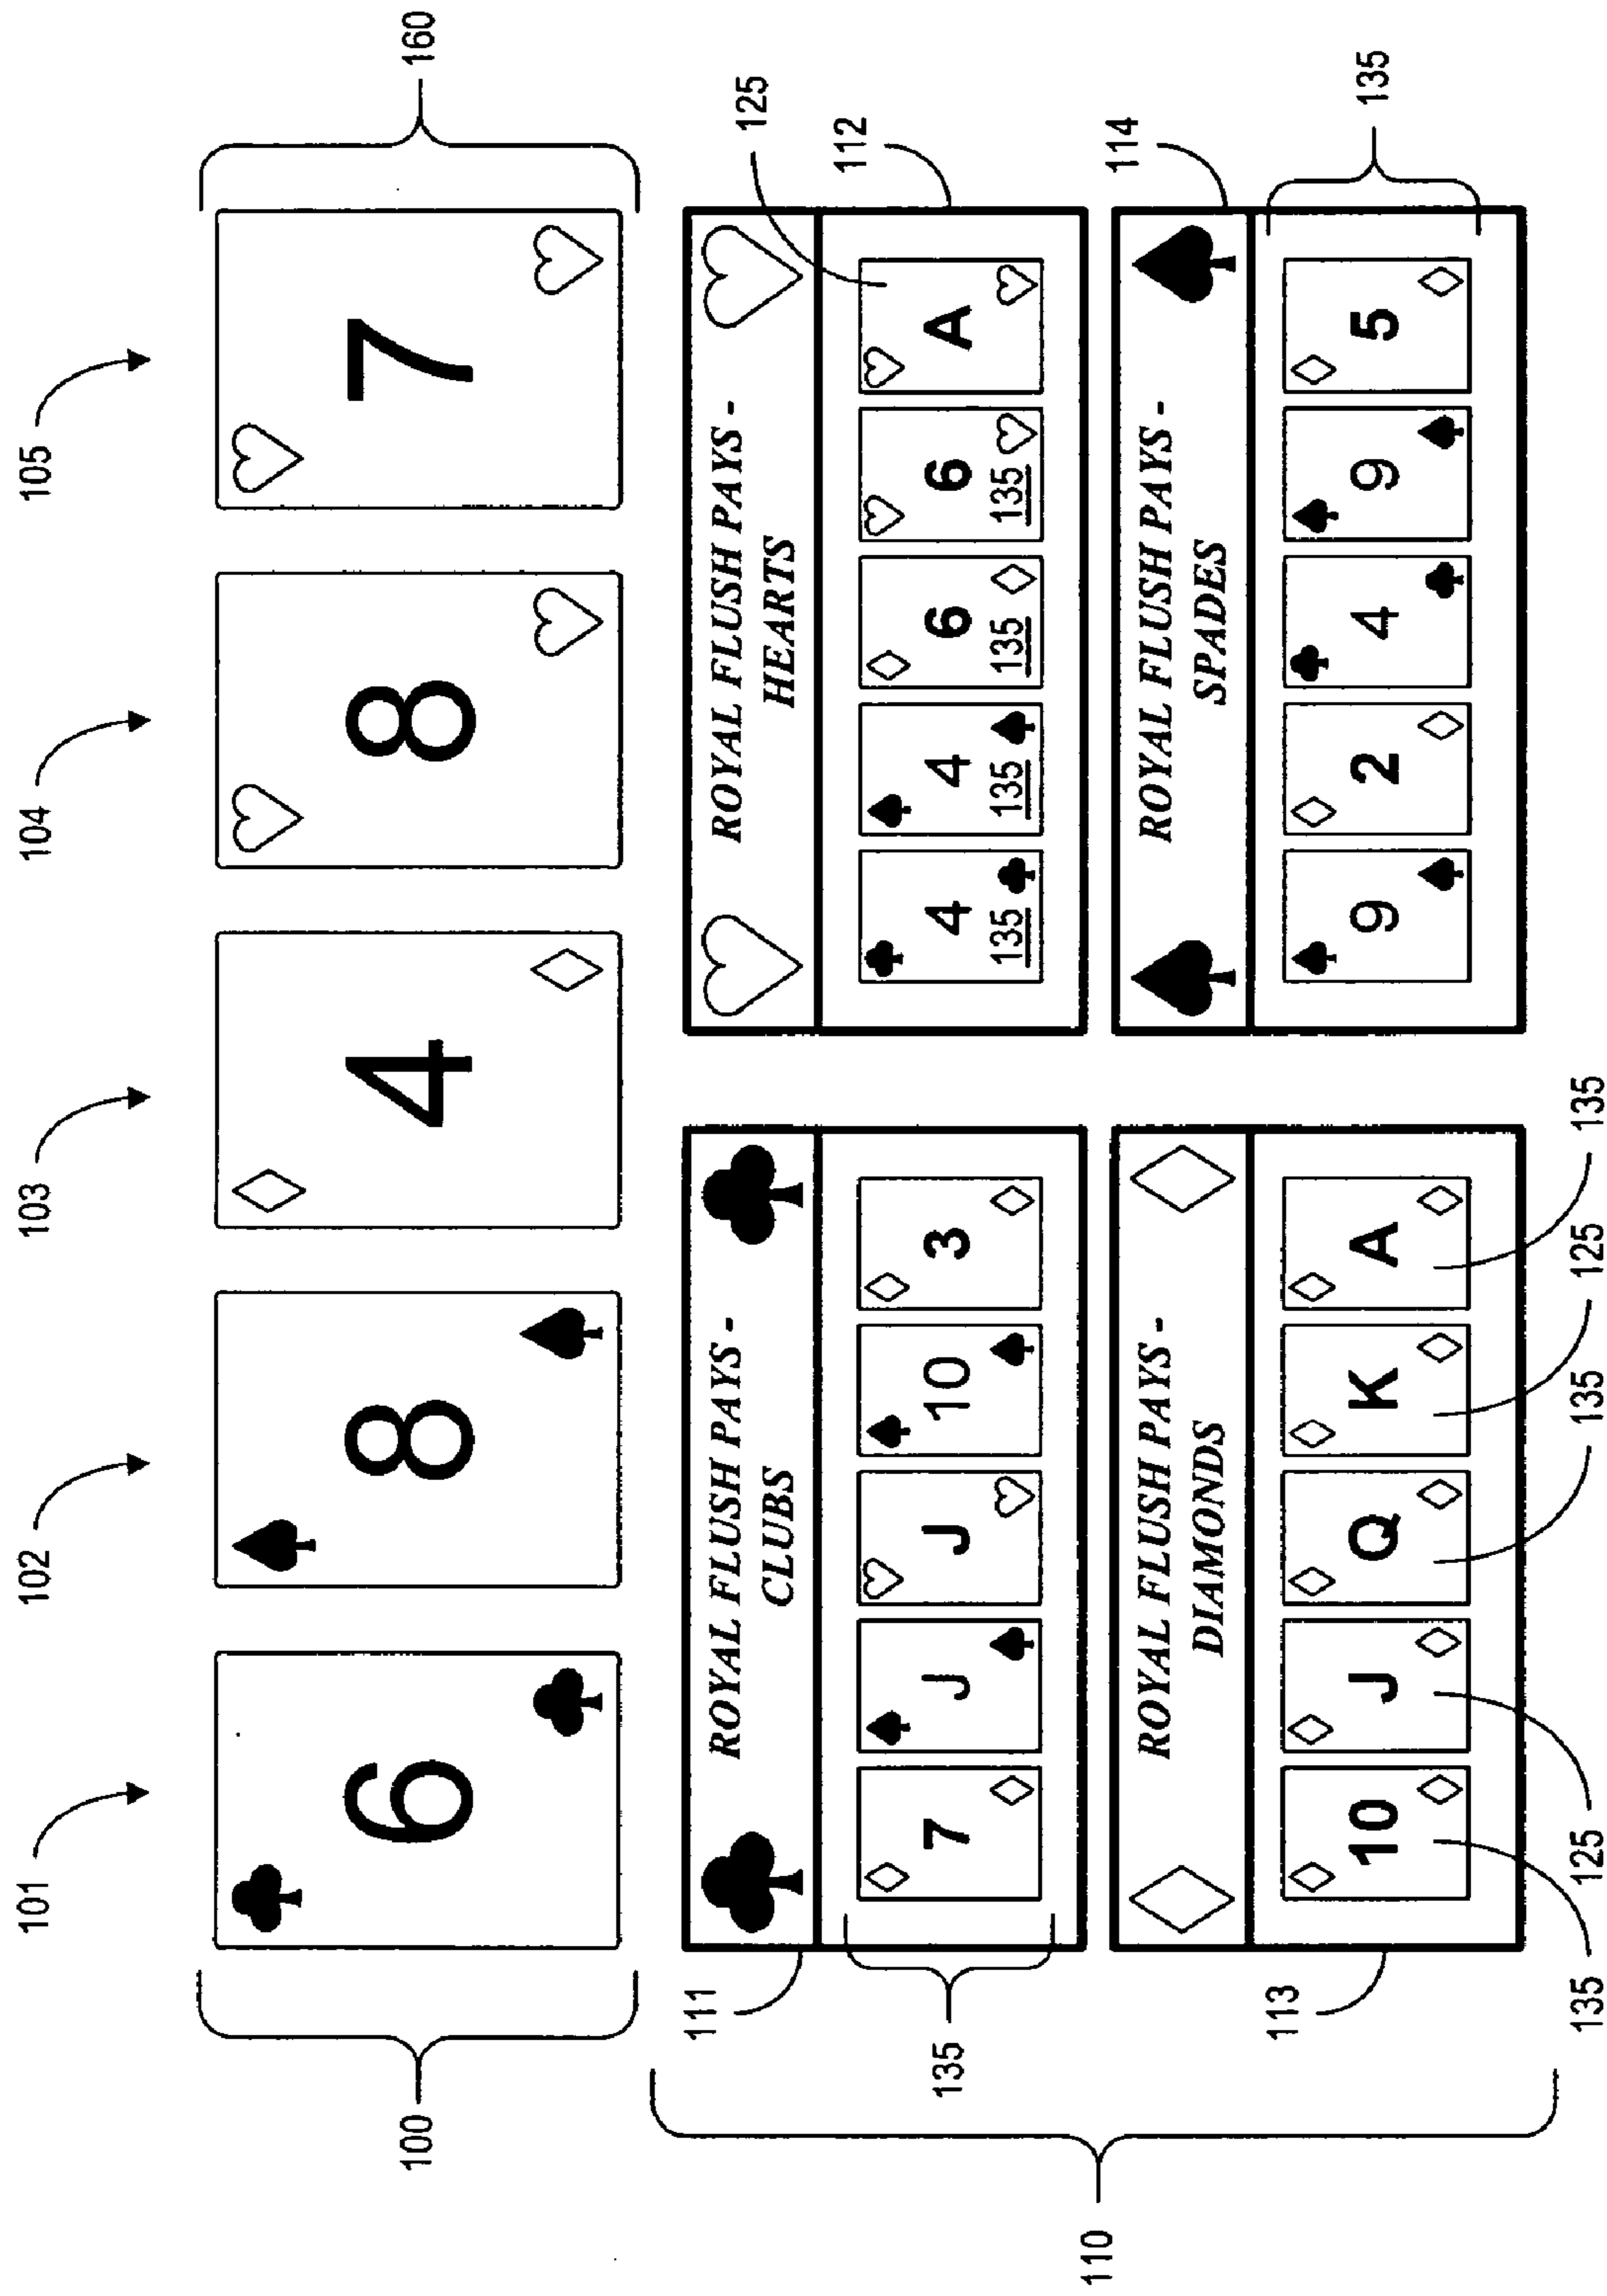 101 102 103 104 105
6 8 4 8 7
100 160
125
111 112
ROYAL FLUSH PAYS - ROYAL FLUSH PAYS -
CLUBS HEARTS
7 J J 10 3 4 4 6 6 A
135 135 135 135
135
110
113 114
ROYAL FLUSH PAYS - ROYAL FLUSH PAYS -
DIAMONDS SPADES
10 J Q K A 9 2 4 9 5
135
135 125 135 125 135